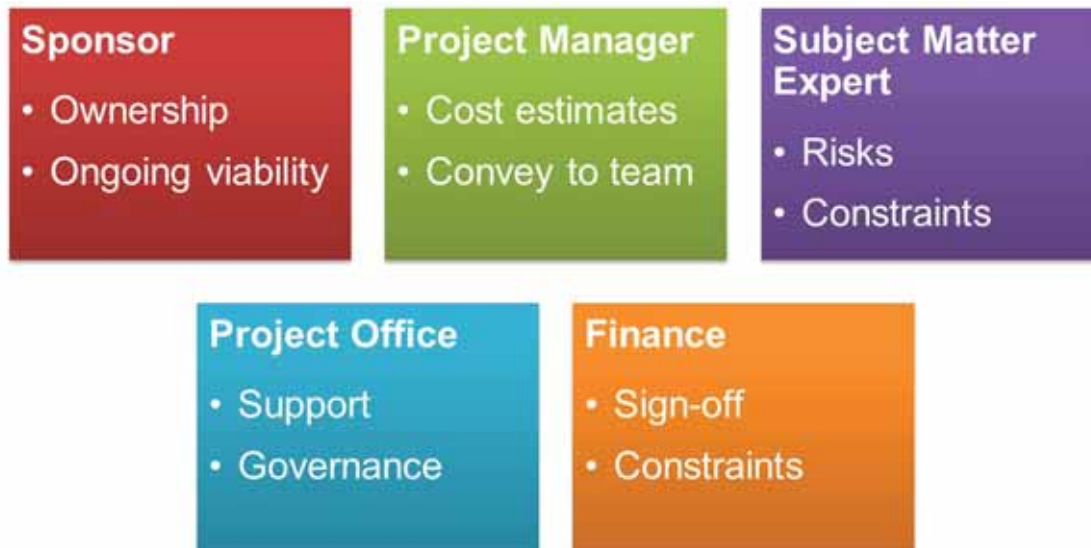 Sponsor
• Ownership
• Ongoing viability
Project Manager
• Cost estimates
• Convey to team
Subject Matter
Expert
• Risks
• Constraints
Project Office
• Support
• Governance
Finance
• Sign-off
• Constraints